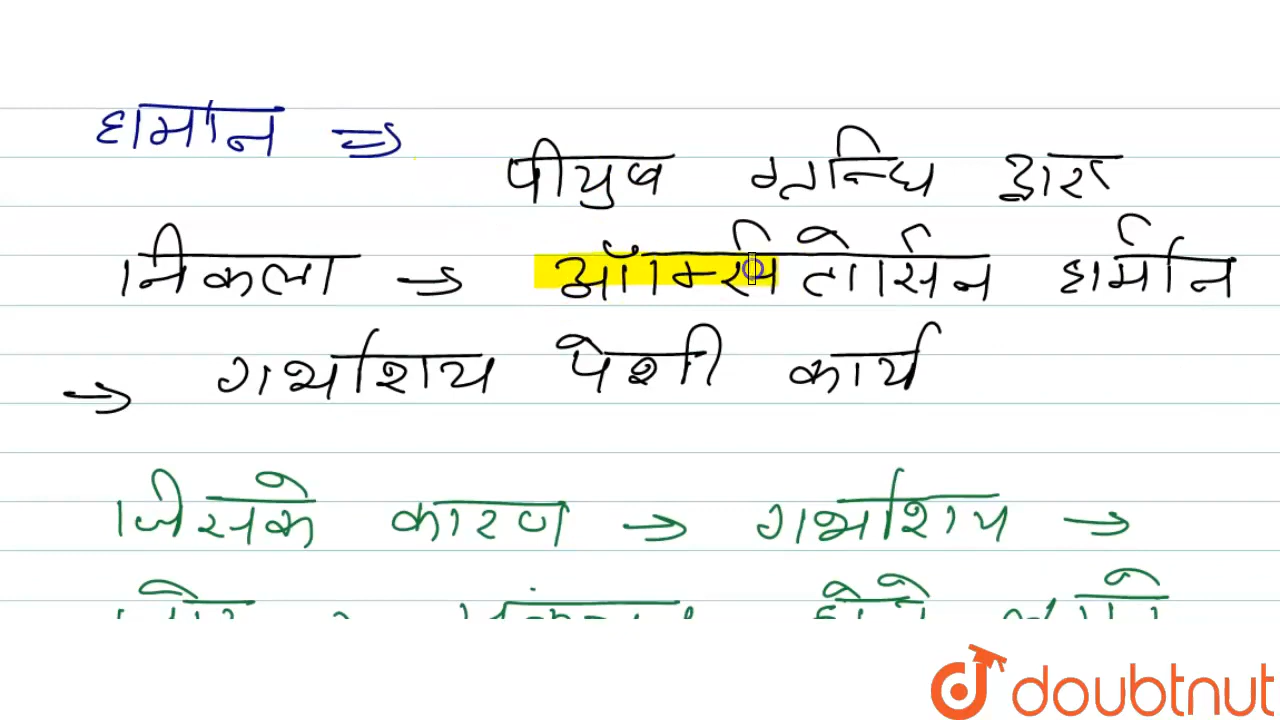 हार्मोन ⇒
पीयुष ग्रन्थि द्वारा
निकला → ऑक्सिटोसिन हार्मोन
→ गर्भाशय पेशी कार्य
जिसके कारण → गर्भाशय →
doubtnut